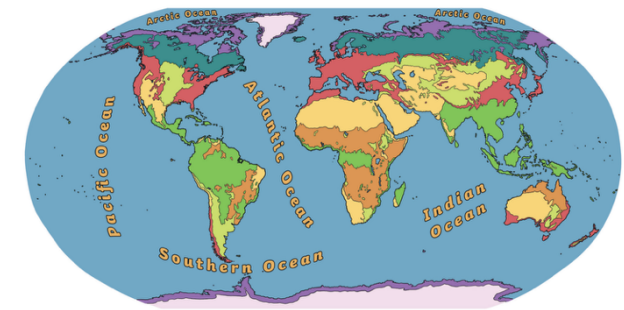 Arctic Ocean
Arctic Ocean
Pacific Ocean
Atlantic Ocean
Indian
Ocean
Southern Ocean